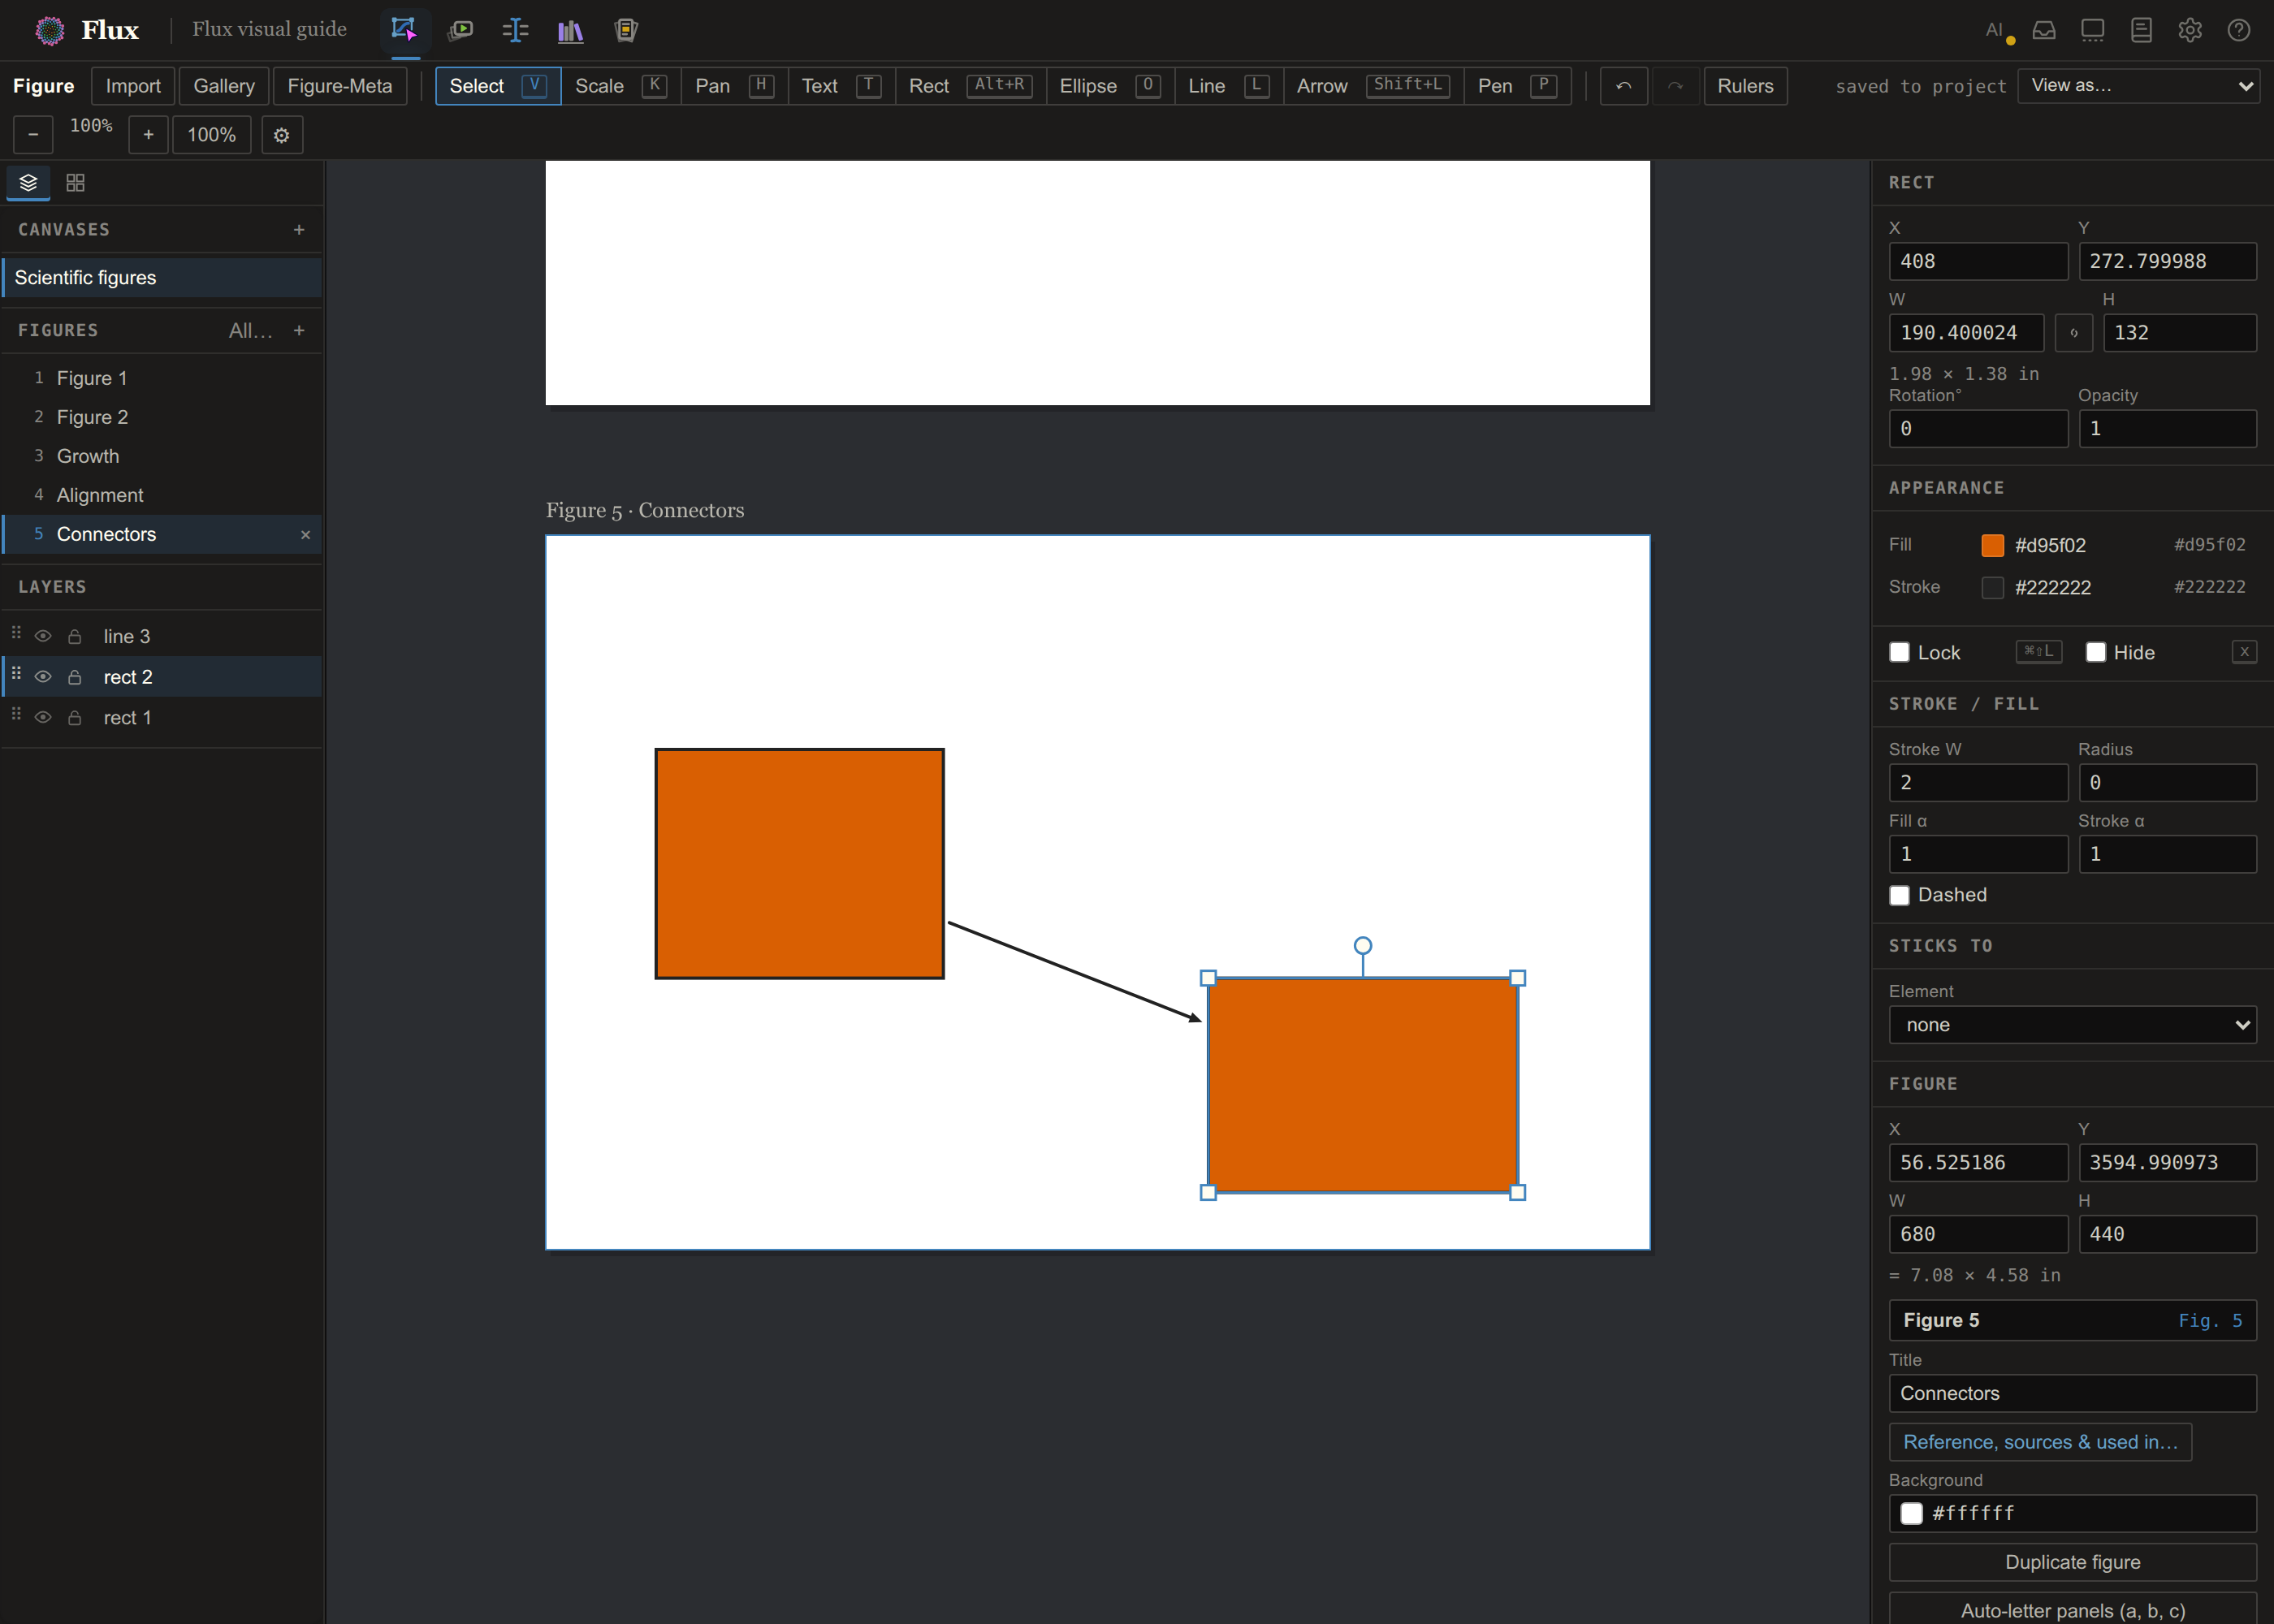 Flux
Flux visual guide
AI
Figure
Import
Gallery
Figure-Meta
Select V
Scale K
Pan H
Text T
Rect Alt+R
Ellipse O
Line L
Arrow Shift+L
Pen P
Rulers
saved to project
View as...
− 100% + 100%
CANVASES +
Scientific figures
FIGURES All... +
1 Figure 1
2 Figure 2
3 Growth
4 Alignment
5 Connectors ×
LAYERS
line 3
rect 2
rect 1
Figure 5 · Connectors
RECT
X Y
408 272.799988
W H
190.400024 132
1.98 × 1.38 in
Rotation° Opacity
0 1
APPEARANCE
Fill #d95f02 #d95f02
Stroke #222222 #222222
Lock ⌘⇧L Hide X
STROKE / FILL
Stroke W Radius
2 0
Fill α Stroke α
1 1
Dashed
STICKS TO
Element
none
FIGURE
X Y
56.525186 3594.990973
W H
680 440
= 7.08 × 4.58 in
Figure 5 Fig. 5
Title
Connectors
Reference, sources & used in...
Background
#ffffff
Duplicate figure
Auto-letter panels (a, b, c)